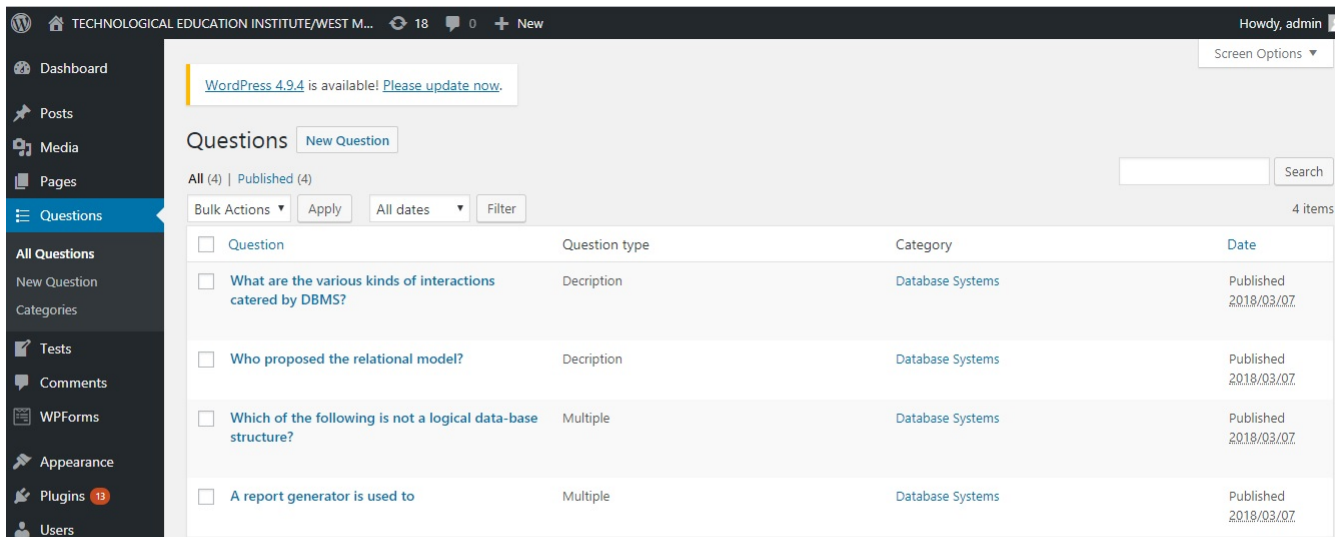 TECHNOLOGICAL EDUCATION INSTITUTE/WEST M... 18 0 New Howdy, admin
Screen Options
Dashboard
Posts
Media
Pages
Questions
All Questions
New Question
Categories
Tests
Comments
WPForms
Appearance
Plugins 13
Users
WordPress 4.9.4 is available! Please update now.
Questions New Question
All (4) | Published (4)
Search
Bulk Actions Apply All dates Filter 4 items
Question Question type Category Date
What are the various kinds of interactions Decription Database Systems Published
catered by DBMS? 2018/03/07
Who proposed the relational model? Decription Database Systems Published
2018/03/07
Which of the following is not a logical data-base Multiple Database Systems Published
structure? 2018/03/07
A report generator is used to Multiple Database Systems Published
2018/03/07